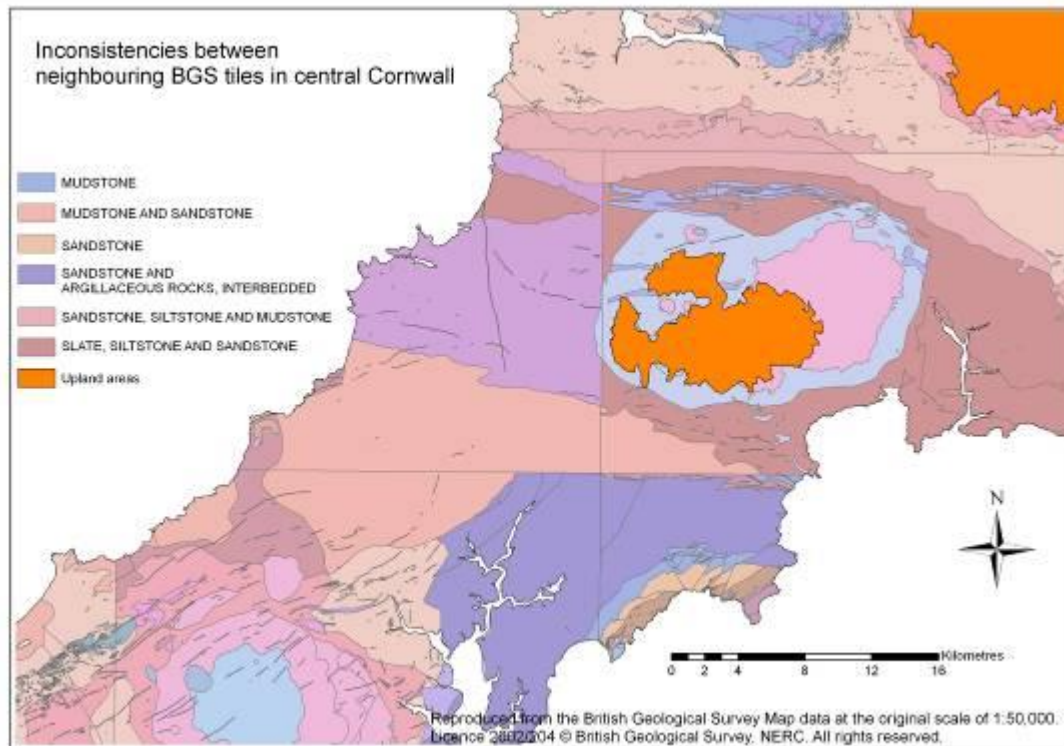 Inconsistencies between
neighbouring BGS tiles in central Cornwall
MUDSTONE
MUDSTONE AND SANDSTONE
SANDSTONE
SANDSTONE AND
ARGILLACEOUS ROCKS, INTERBEDDED
SANDSTONE, SILTSTONE AND MUDSTONE
SLATE, SILTSTONE AND SANDSTONE
Upland areas
N
Kilometres
0 2 4 8 12 16
Reproduced from the British Geological Survey Map data at the original scale of 1:50,000.
Licence 2002/204 © British Geological Survey, NERC. All rights reserved.